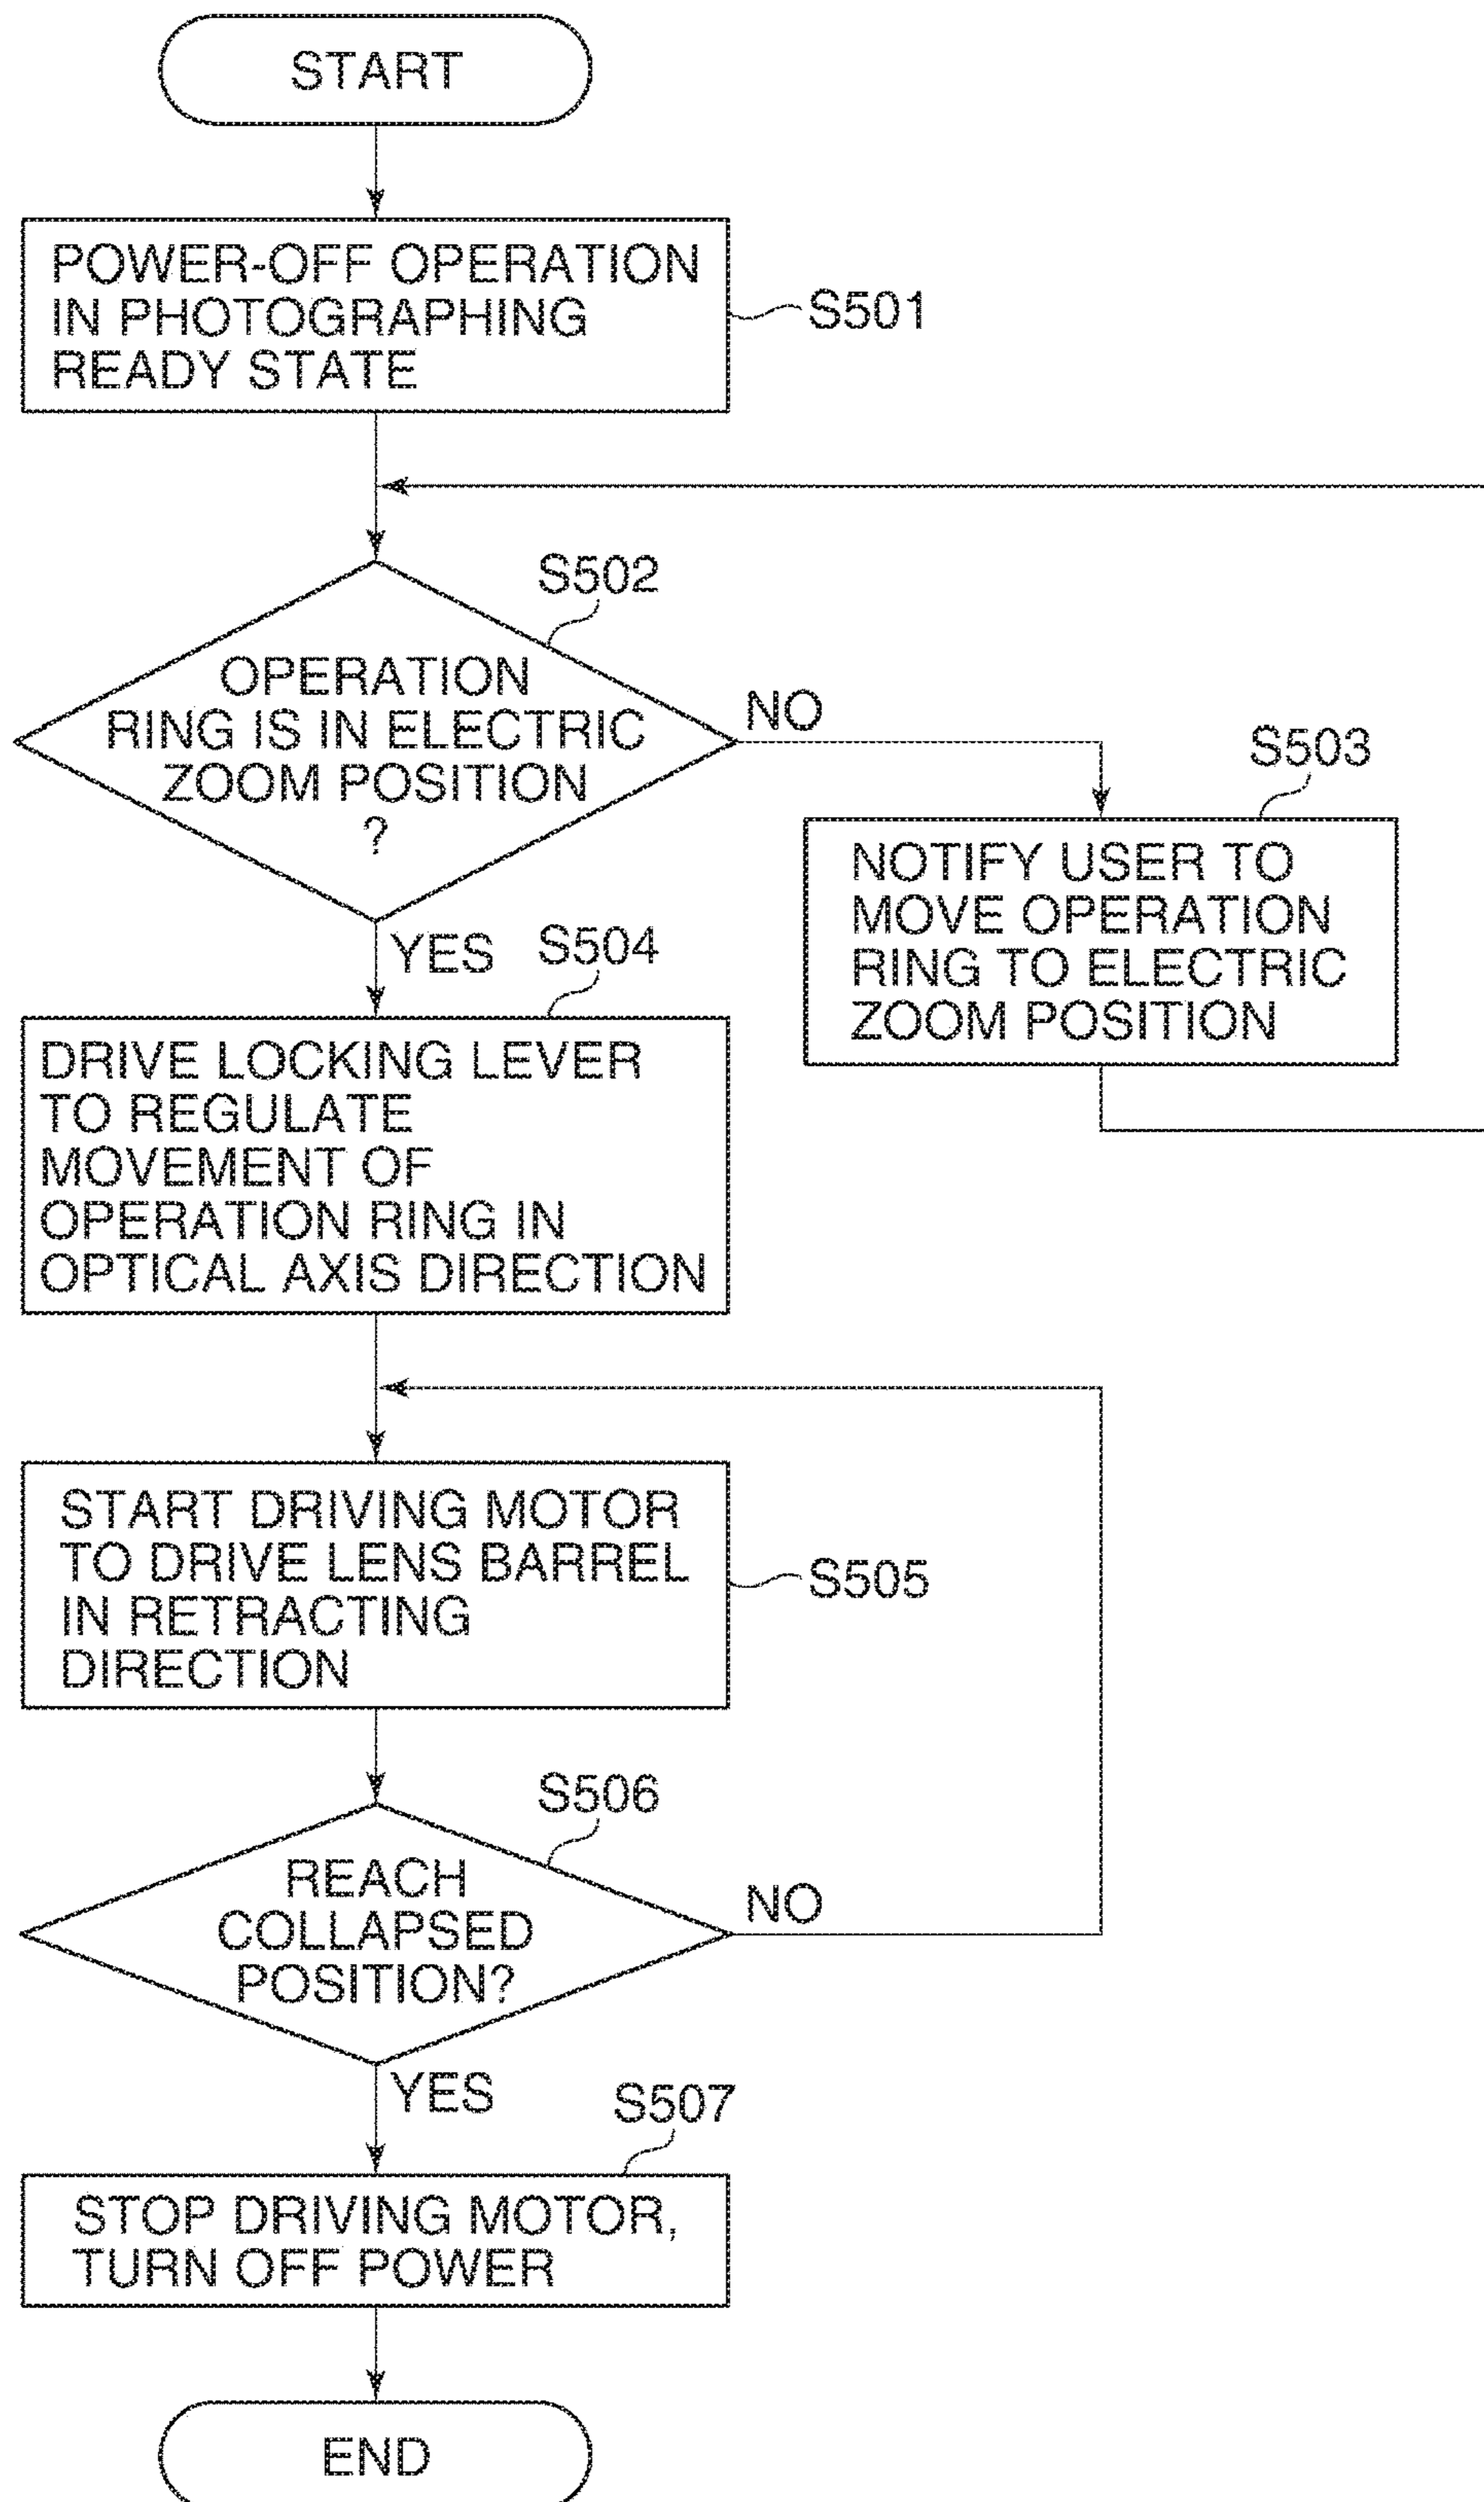 START
POWER-OFF OPERATION
IN PHOTOGRAPHING
READY STATE
S501
S502
OPERATION
RING IS IN ELECTRIC
ZOOM POSITION
?
NO
S503
NOTIFY USER TO
MOVE OPERATION
RING TO ELECTRIC
ZOOM POSITION
YES
S504
DRIVE LOCKING LEVER
TO REGULATE
MOVEMENT OF
OPERATION RING IN
OPTICAL AXIS DIRECTION
START DRIVING MOTOR
TO DRIVE LENS BARREL
IN RETRACTING
DIRECTION
S505
S506
REACH
COLLAPSED
POSITION?
NO
YES
S507
STOP DRIVING MOTOR,
TURN OFF POWER
END